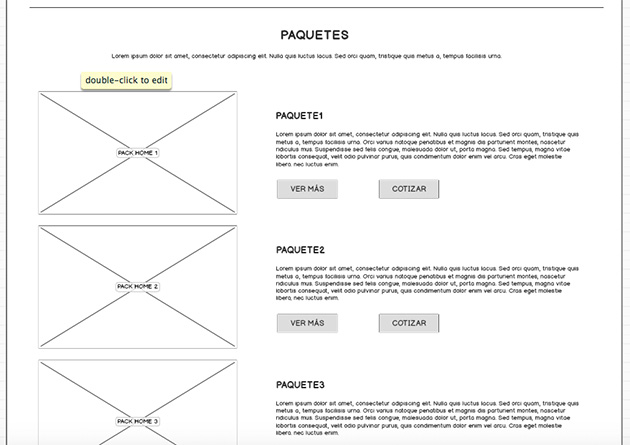 PAQUETES
Lorem ipsum dolor sit amet, consectetur adipiscing elit. Nulla quis luctus lacus. Sed orci quam, tristique quis metus a, tempus facilisis urna.
double-click to edit
PACK HOME 1
PAQUETE1
Lorem ipsum dolor sit amet, consectetur adipiscing elit. Nulla quis luctus lacus. Sed orci quam, tristique quis
metus a, tempus facilisis urna. Orci varius natoque penatibus et magnis dis parturient montes, nascetur
ridiculus mus. Suspendisse sed felis congue, malesuada dolor ut, porta magna. Sed tempus, magna vitae
lobortis consequat, velit odio pulvinar purus, quis condimentum dolor enim vel arcu. Cras eget molestie
libero, nec luctus enim.
VER MÁS
COTIZAR
PACK HOME 2
PAQUETE2
Lorem ipsum dolor sit amet, consectetur adipiscing elit. Nulla quis luctus lacus. Sed orci quam, tristique quis
metus a, tempus facilisis urna. Orci varius natoque penatibus et magnis dis parturient montes, nascetur
ridiculus mus. Suspendisse sed felis congue, malesuada dolor ut, porta magna. Sed tempus, magna vitae
lobortis consequat, velit odio pulvinar purus, quis condimentum dolor enim vel arcu. Cras eget molestie
libero, nec luctus enim.
VER MÁS
COTIZAR
PACK HOME 3
PAQUETE3
Lorem ipsum dolor sit amet, consectetur adipiscing elit. Nulla quis luctus lacus. Sed orci quam, tristique quis
metus a, tempus facilisis urna. Orci varius natoque penatibus et magnis dis parturient montes, nascetur
ridiculus mus. Suspendisse sed felis congue, malesuada dolor ut, porta magna. Sed tempus, magna vitae
lobortis consequat, velit odio pulvinar purus, quis condimentum dolor enim vel arcu. Cras eget molestie
libero, nec luctus enim.